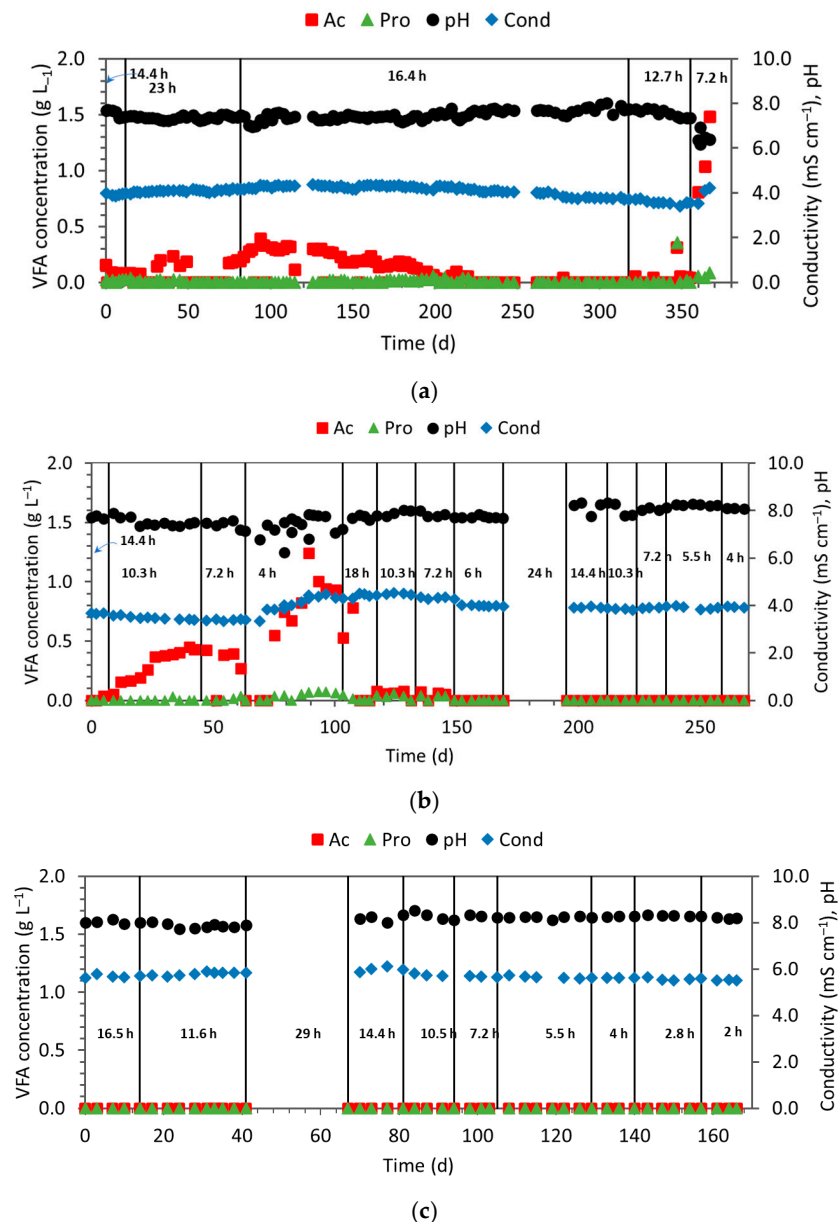 Ac Pro pH Cond
2.0 10.0
14.4 h 16.4 h 12.7 h 7.2 h
23 h
1.5 8.0
6.0
1.0
4.0
0.5
2.0
0.0 0.0
0 50 100 150 200 250 300 350
VFA concentration (g L–1)
Conductivity (mS cm−1), pH
Time (d)
(a)
Ac Pro pH Cond
2.0 10.0
8.0
1.5
14.4 h
6.0
7.2 h 5.5 h 4 h
10.3 h 7.2 h 4 h 18 h 10.3 h 7.2 h 6 h 24 h 14.4 h 10.3 h
1.0
4.0
0.5
2.0
0.0 0.0
0 50 100 150 200 250
VFA concentration (g L−1)
Conductivity (mS cm−1), pH
Time (d)
(b)
Ac Pro pH Cond
2.0 10.0
8.0
1.5
6.0
1.0
4.0
16.5 h 11.6 h 29 h 14.4 h 10.5 h 7.2 h 5.5 h 4 h 2.8 h 2 h
0.5
2.0
0.0 0.0
0 20 40 60 80 100 120 140 160
VFA concentration (g L−1)
Conductivity (mS cm−1), pH
Time (d)
(c)